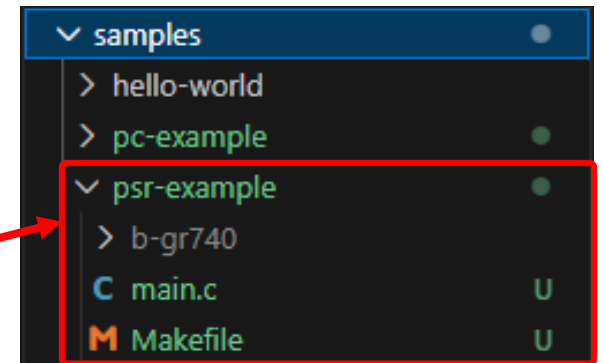 samples
hello-world
pc-example
psr-example
b-gr740
C main.c U
M Makefile U